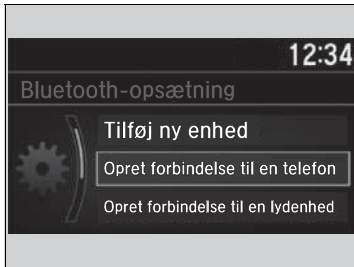 12:34
Bluetooth-opsætning
Tilføj ny enhed
Opret forbindelse til en telefon
Opret forbindelse til en lydenhed